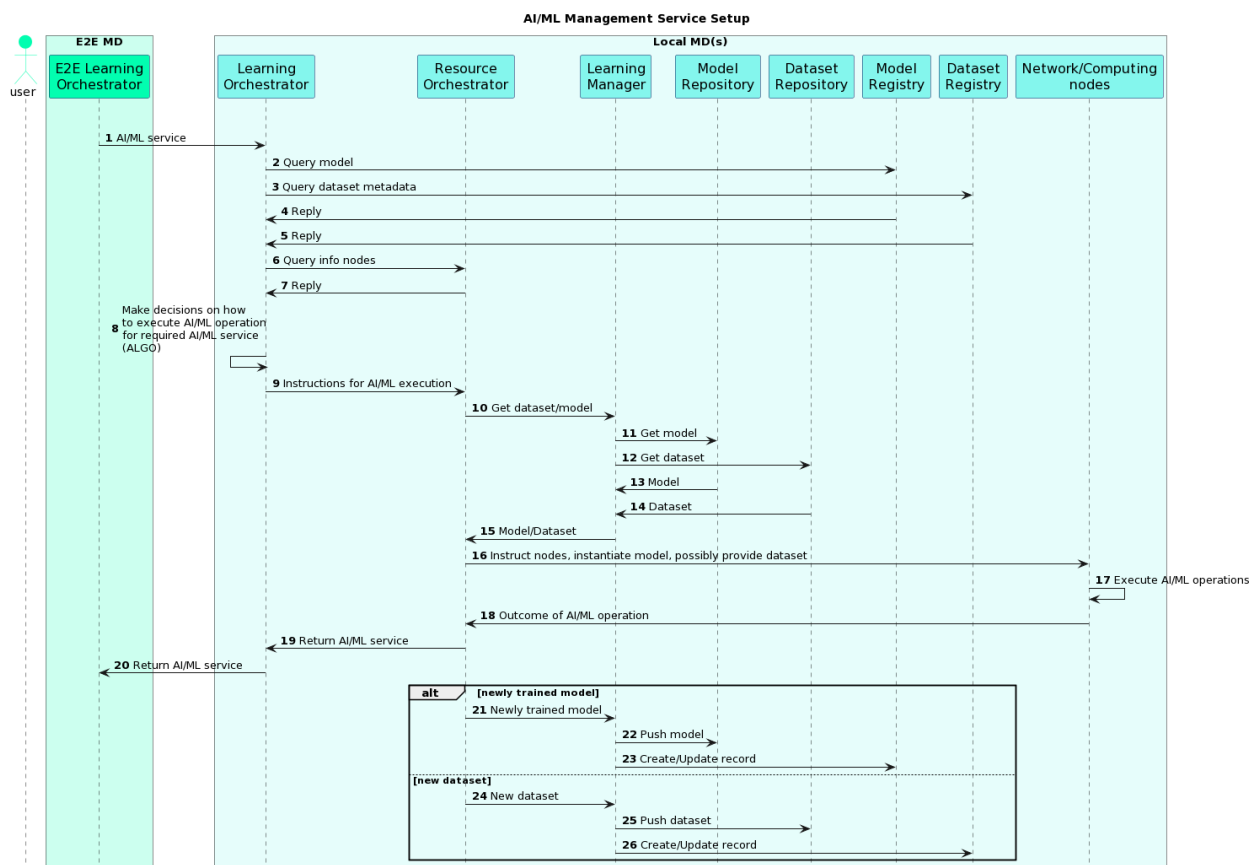 AI/ML Management Service Setup
E2E MD
Local MD(s)
user
E2E Learning
Orchestrator
Learning
Orchestrator
Resource
Orchestrator
Learning
Manager
Model
Repository
Dataset
Repository
Model
Registry
Dataset
Registry
Network/Computing
nodes
1 AI/ML service
2 Query model
3 Query dataset metadata
4 Reply
5 Reply
6 Query info nodes
7 Reply
8 Make decisions on how
to execute AI/ML operation
for required AI/ML service
(ALGO)
9 Instructions for AI/ML execution
10 Get dataset/model
11 Get model
12 Get dataset
13 Model
14 Dataset
15 Model/Dataset
16 Instruct nodes, instantiate model, possibly provide dataset
17 Execute AI/ML operations
18 Outcome of AI/ML operation
19 Return AI/ML service
20 Return AI/ML service
alt [newly trained model]
21 Newly trained model
22 Push model
23 Create/Update record
[new dataset]
24 New dataset
25 Push dataset
26 Create/Update record